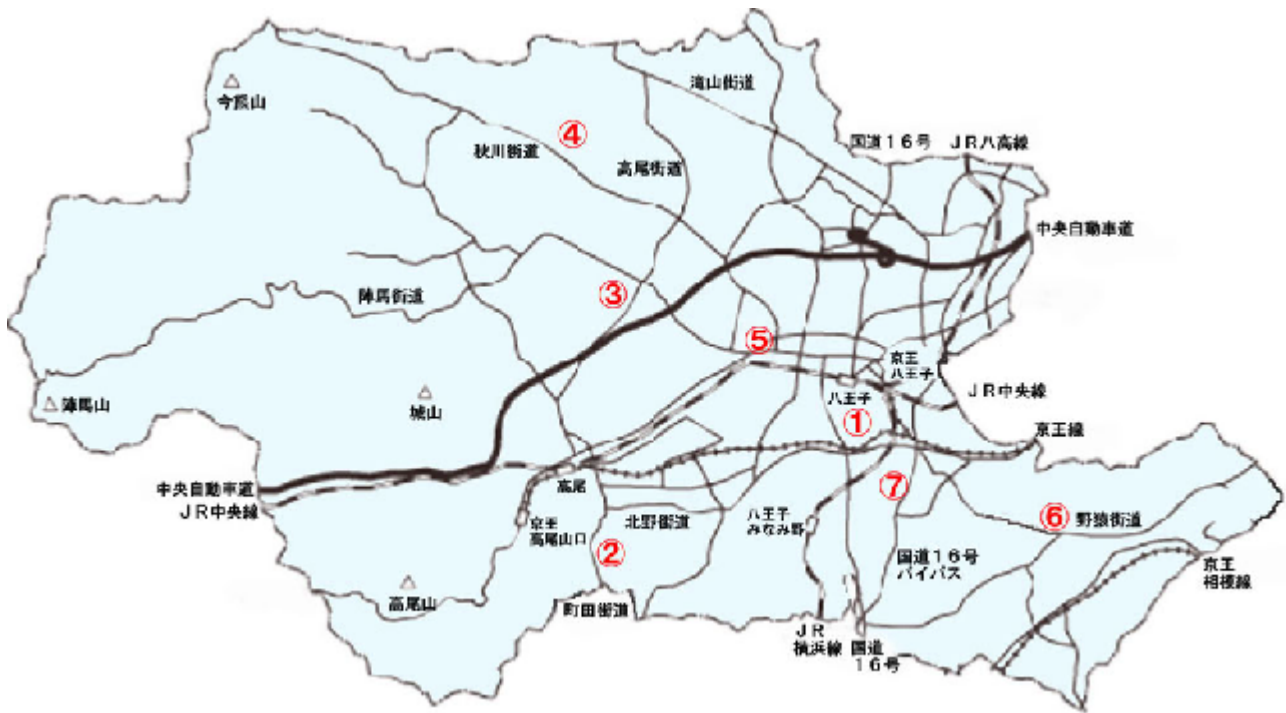 滝山街道
今熊山
④
国道16号
JR八高線
秋川街道
高尾街道
中央自動車道
陣馬街道
③
⑤
京王
八王子
八王子
JR中央線
陣馬山
城山
①
京王線
中央自動車道
JR中央線
高尾
⑦
京王
高尾山口
北野街道
八王子
みなみ野
⑥
野猿街道
②
国道16号
バイパス
京王
相模線
高尾山
町田街道
JR
横浜線
国道
16号